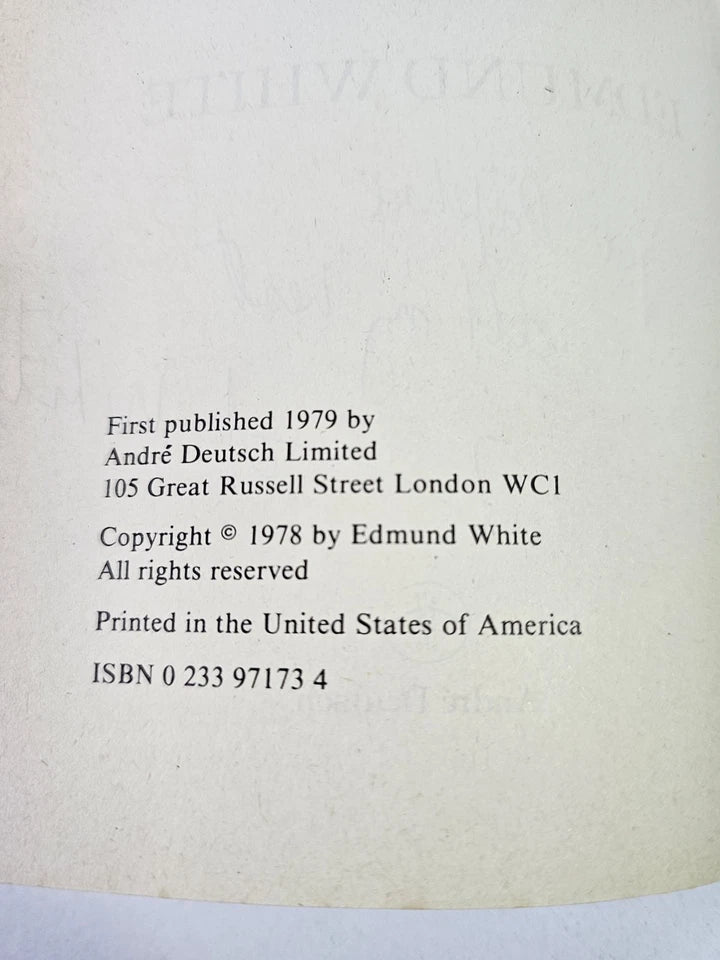 First published 1979 by
André Deutsch Limited
105 Great Russell Street London WC1
Copyright © 1978 by Edmund White
All rights reserved
Printed in the United States of America
ISBN 0 233 97173 4